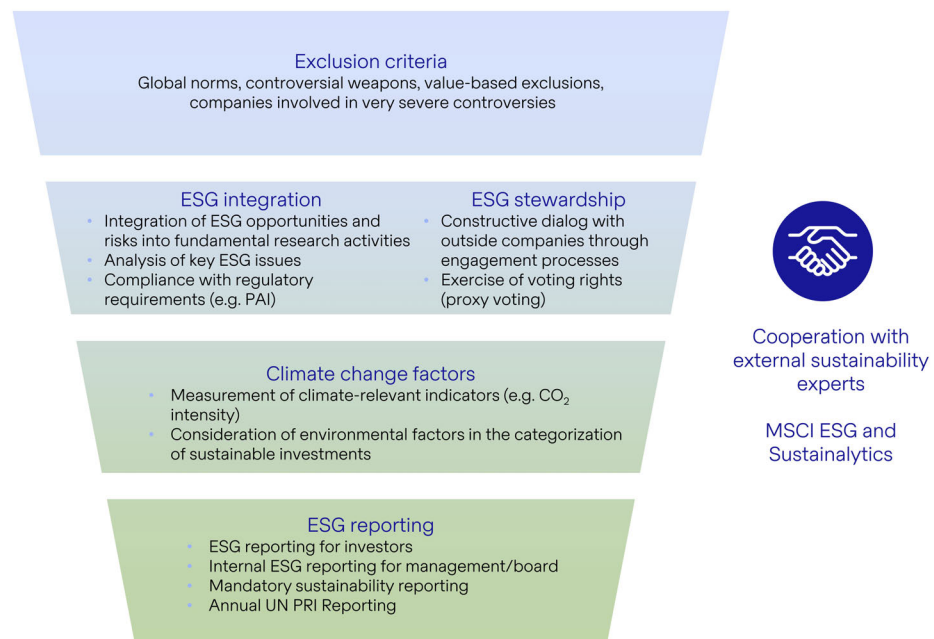 Exclusion criteria
Global norms, controversial weapons, value-based exclusions,
companies involved in very severe controversies
ESG integration
• Integration of ESG opportunities and
risks into fundamental research activities
• Analysis of key ESG issues
• Compliance with regulatory
requirements (e.g. PAI)
ESG stewardship
• Constructive dialog with
outside companies through
engagement processes
• Exercise of voting rights
(proxy voting)
Climate change factors
• Measurement of climate-relevant indicators (e.g. CO₂
intensity)
• Consideration of environmental factors in the categorization
of sustainable investments
ESG reporting
• ESG reporting for investors
• Internal ESG reporting for management/board
• Mandatory sustainability reporting
• Annual UN PRI Reporting
Cooperation with
external sustainability
experts
MSCI ESG and
Sustainalytics